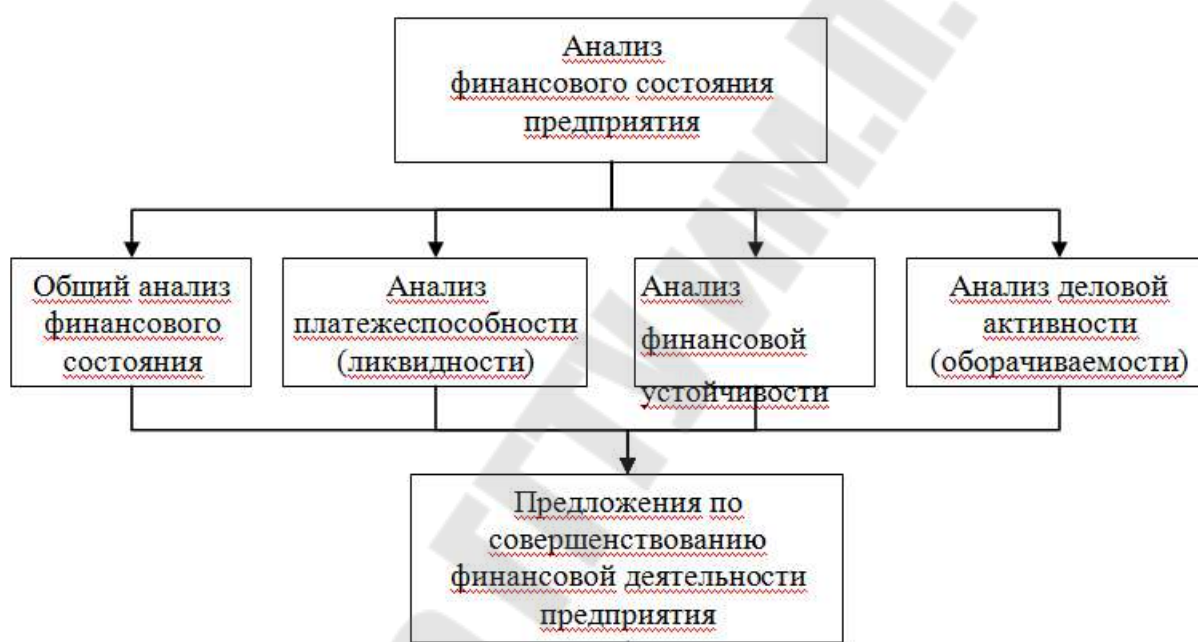 Анализ
финансового состояния
предприятия
Общий анализ
финансового
состояния
Анализ
платежеспособности
(ликвидности)
Анализ
финансовой
устойчивости
Анализ деловой
активности
(оборачиваемости)
Предложения по
совершенствованию
финансовой деятельности
предприятия